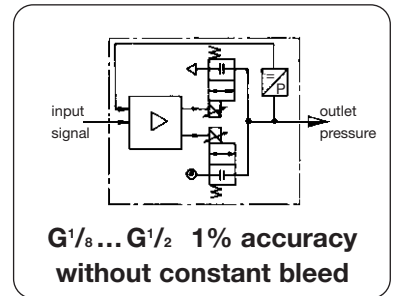 input
signal
=
P
outlet
pressure
G¹/₈...G¹/₂ 1% accuracy
without constant bleed